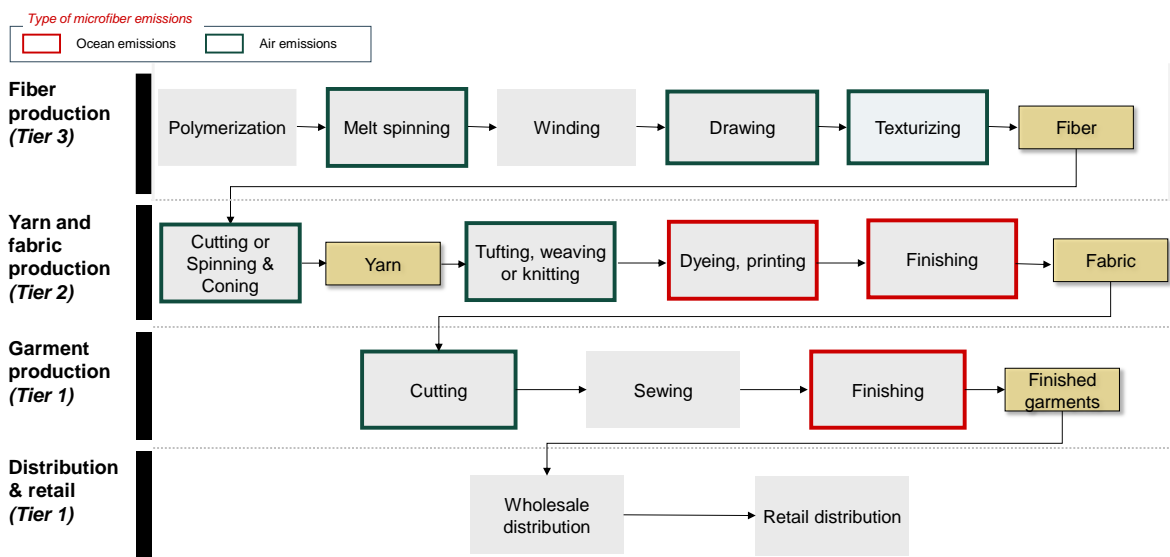 Type of microfiber emissions
Ocean emissions
Air emissions
Fiber
production
(Tier 3)
Polymerization
Melt spinning
Winding
Drawing
Texturizing
Fiber
Yarn and
fabric
production
(Tier 2)
Cutting or
Spinning &
Coning
Yarn
Tufting, weaving
or knitting
Dyeing, printing
Finishing
Fabric
Garment
production
(Tier 1)
Cutting
Sewing
Finishing
Finished
garments
Distribution
& retail
(Tier 1)
Wholesale
distribution
Retail distribution